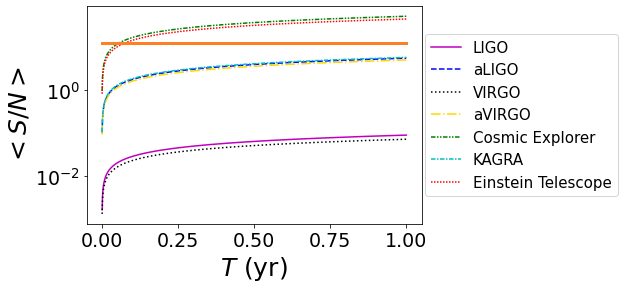 < S/N >
10⁰
10⁻²
0.00 0.25 0.50 0.75 1.00
T (yr)
LIGO
aLIGO
VIRGO
aVIRGO
Cosmic Explorer
KAGRA
Einstein Telescope